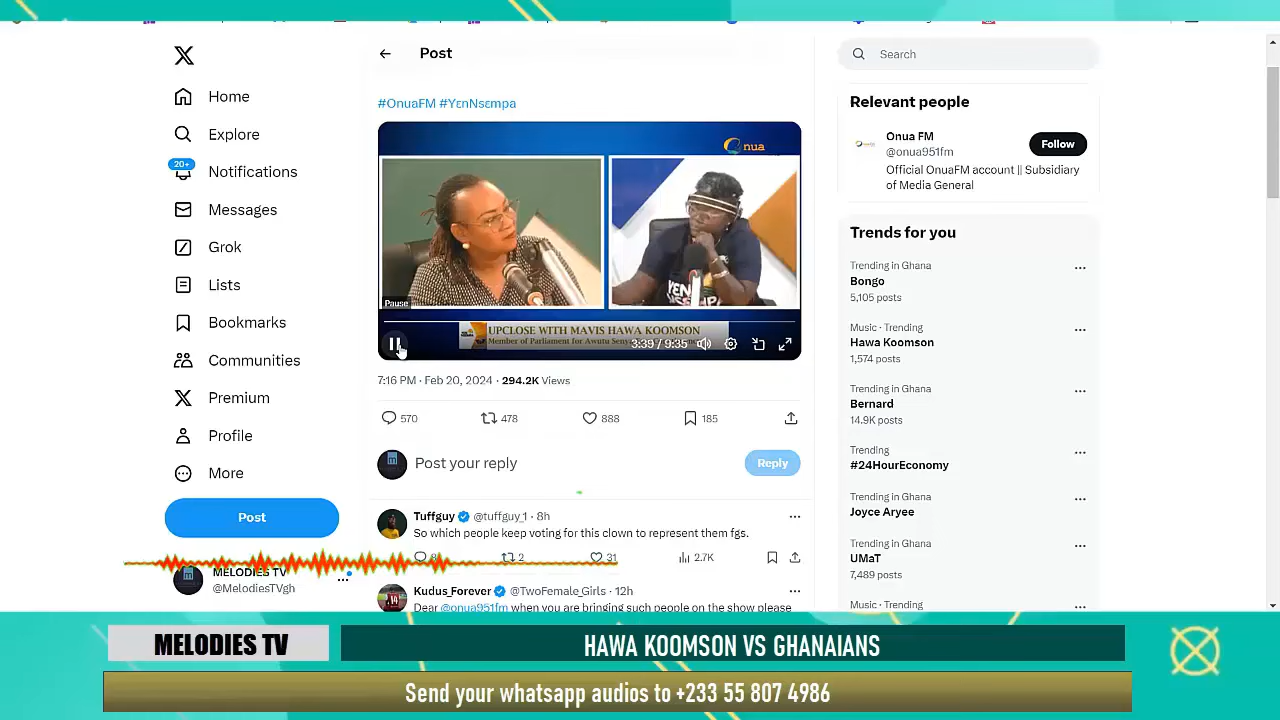 Home
Explore
20+
Notifications
Messages
Grok
Lists
Bookmarks
Communities
Premium
Profile
More
Post
MELODIES TV
@MelodiesTVgh
Post
#OnuaFM #YɛnNsɛmpa
nua
Pause
UPCLOSE WITH MAVIS HAWA KOOMSON
Member of Parliament for Awutu Seny
3:39 / 9:35
7:16 PM · Feb 20, 2024 · 294.2K Views
570
478
888
185
Post your reply
Reply
Tuffguy @tuffguy_1 · 8h
So which people keep voting for this clown to represent them fgs.
2
31
2.7K
Kudus_Forever @TwoFemale_Girls · 12h
Dear @onua951fm when you are bringing such people on the show please
Search
Relevant people
Onua FM
@onua951fm
Follow
Official OnuaFM account || Subsidiary
of Media General
Trends for you
Trending in Ghana
Bongo
5,105 posts
Music · Trending
Hawa Koomson
1,574 posts
Trending in Ghana
Bernard
14.9K posts
Trending
#24HourEconomy
Trending in Ghana
Joyce Aryee
Trending in Ghana
UMaT
7,489 posts
Music · Trending
MELODIES TV
HAWA KOOMSON VS GHANAIANS
Send your whatsapp audios to +233 55 807 4986